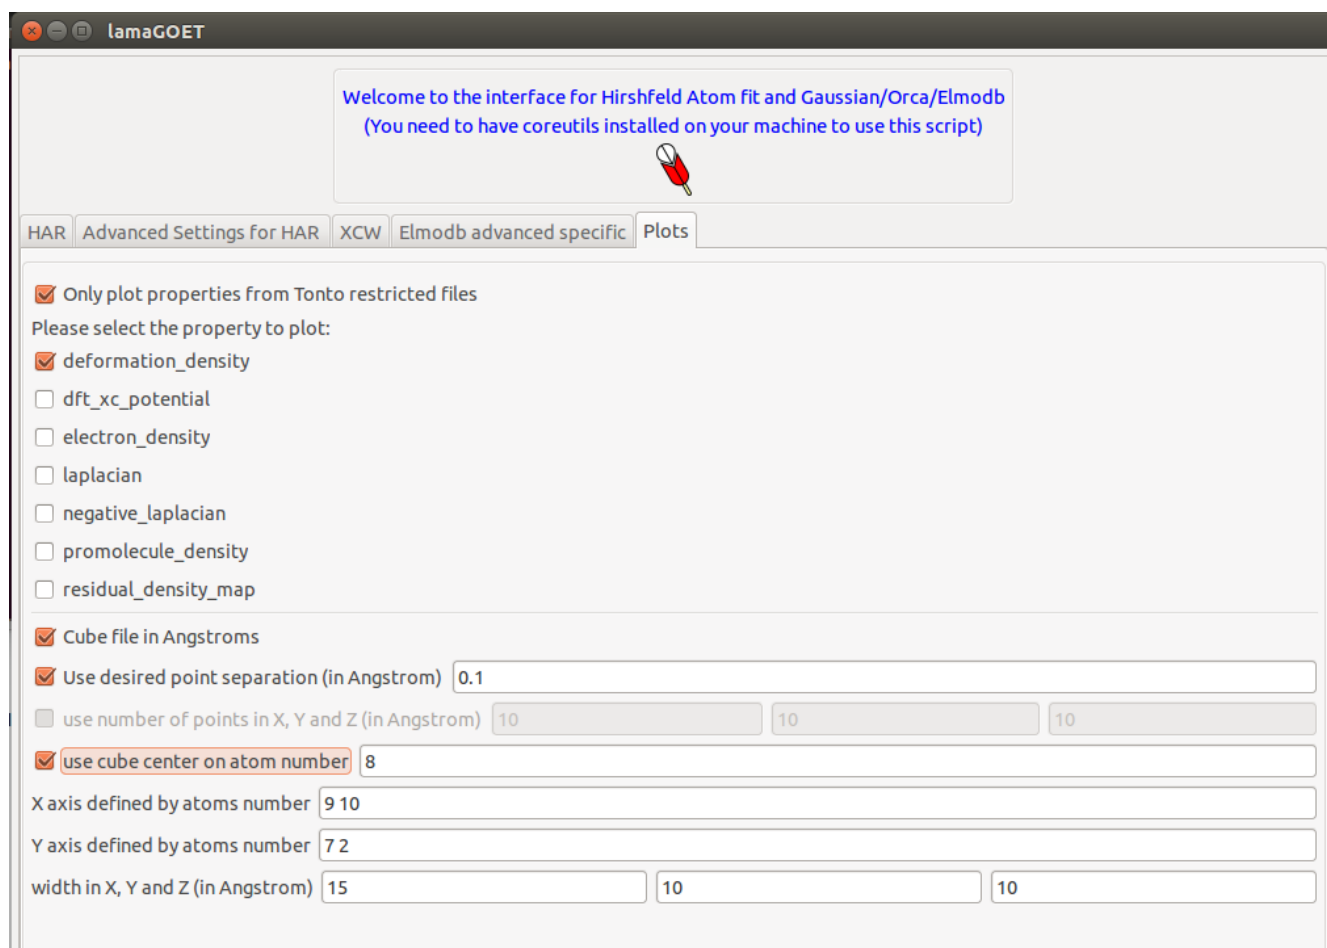 lamaGOET
Welcome to the interface for Hirshfeld Atom fit and Gaussian/Orca/Elmodb
(You need to have coreutils installed on your machine to use this script)
HAR Advanced Settings for HAR XCW Elmodb advanced specific Plots
Only plot properties from Tonto restricted files
Please select the property to plot:
deformation_density
dft_xc_potential
electron_density
laplacian
negative_laplacian
promolecule_density
residual_density_map
Cube file in Angstroms
Use desired point separation (in Angstrom) 0.1
use number of points in X, Y and Z (in Angstrom) 10 10 10
use cube center on atom number 8
X axis defined by atoms number 9 10
Y axis defined by atoms number 7 2
width in X, Y and Z (in Angstrom) 15 10 10